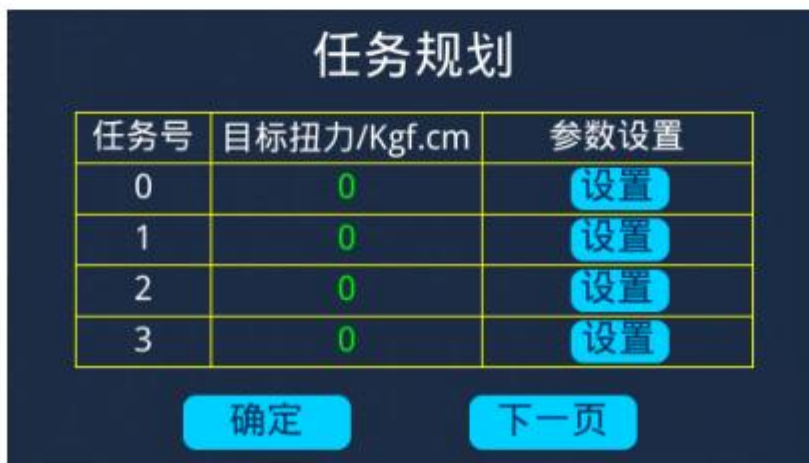 任务规划
任务号 目标扭力/Kgf.cm 参数设置
0 0 设置
1 0 设置
2 0 设置
3 0 设置
确定 下一页